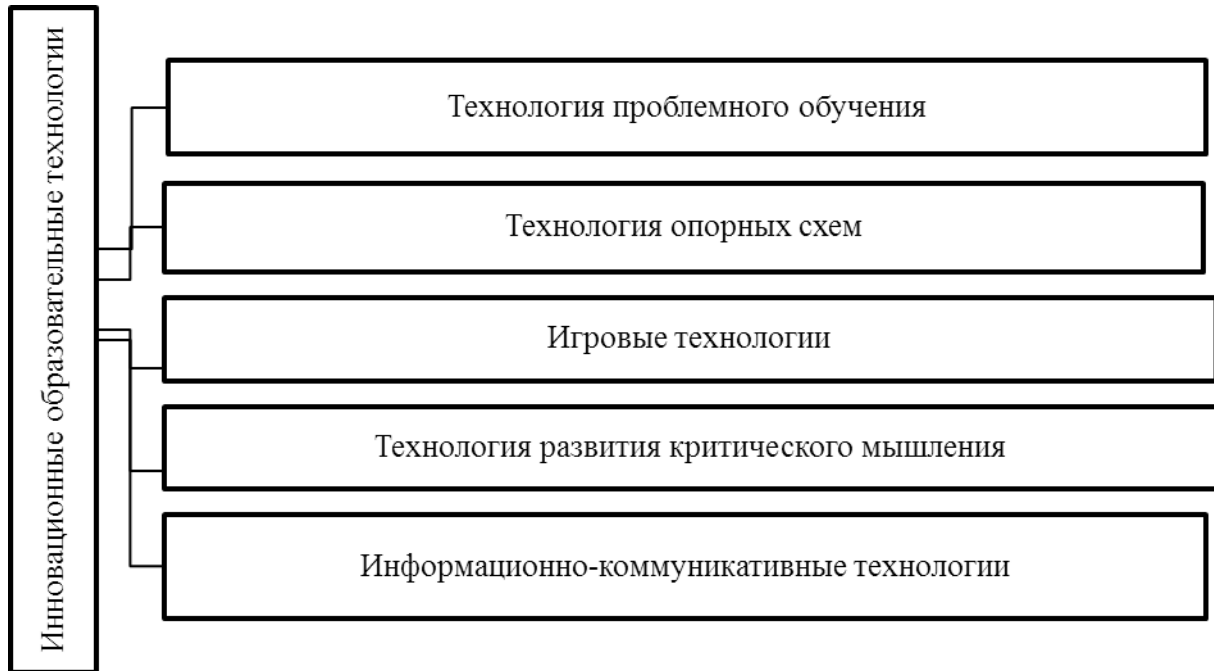 Инновационные образовательные технологии
Технология проблемного обучения
Технология опорных схем
Игровые технологии
Технология развития критического мышления
Информационно-коммуникативные технологии